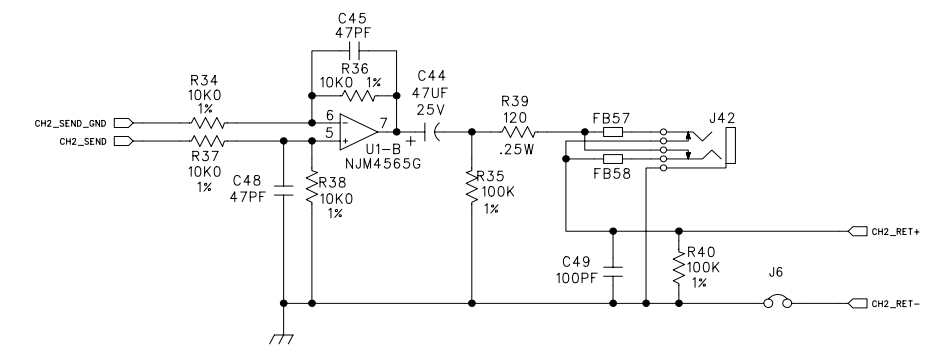 C45
47PF
R36
10K0 1%
C44
47UF
25V
R34
10K0
1%
R39
120
.25W
FB57
J42
CH2_SEND_GND
6
7
CH2_SEND
5
+
U1-B
NJM4565G
R37
10K0
1%
C48
47PF
R38
10K0
1%
R35
100K
1%
FB58
CH2_RET+
C49
100PF
R40
100K
1%
J6
CH2_RET-